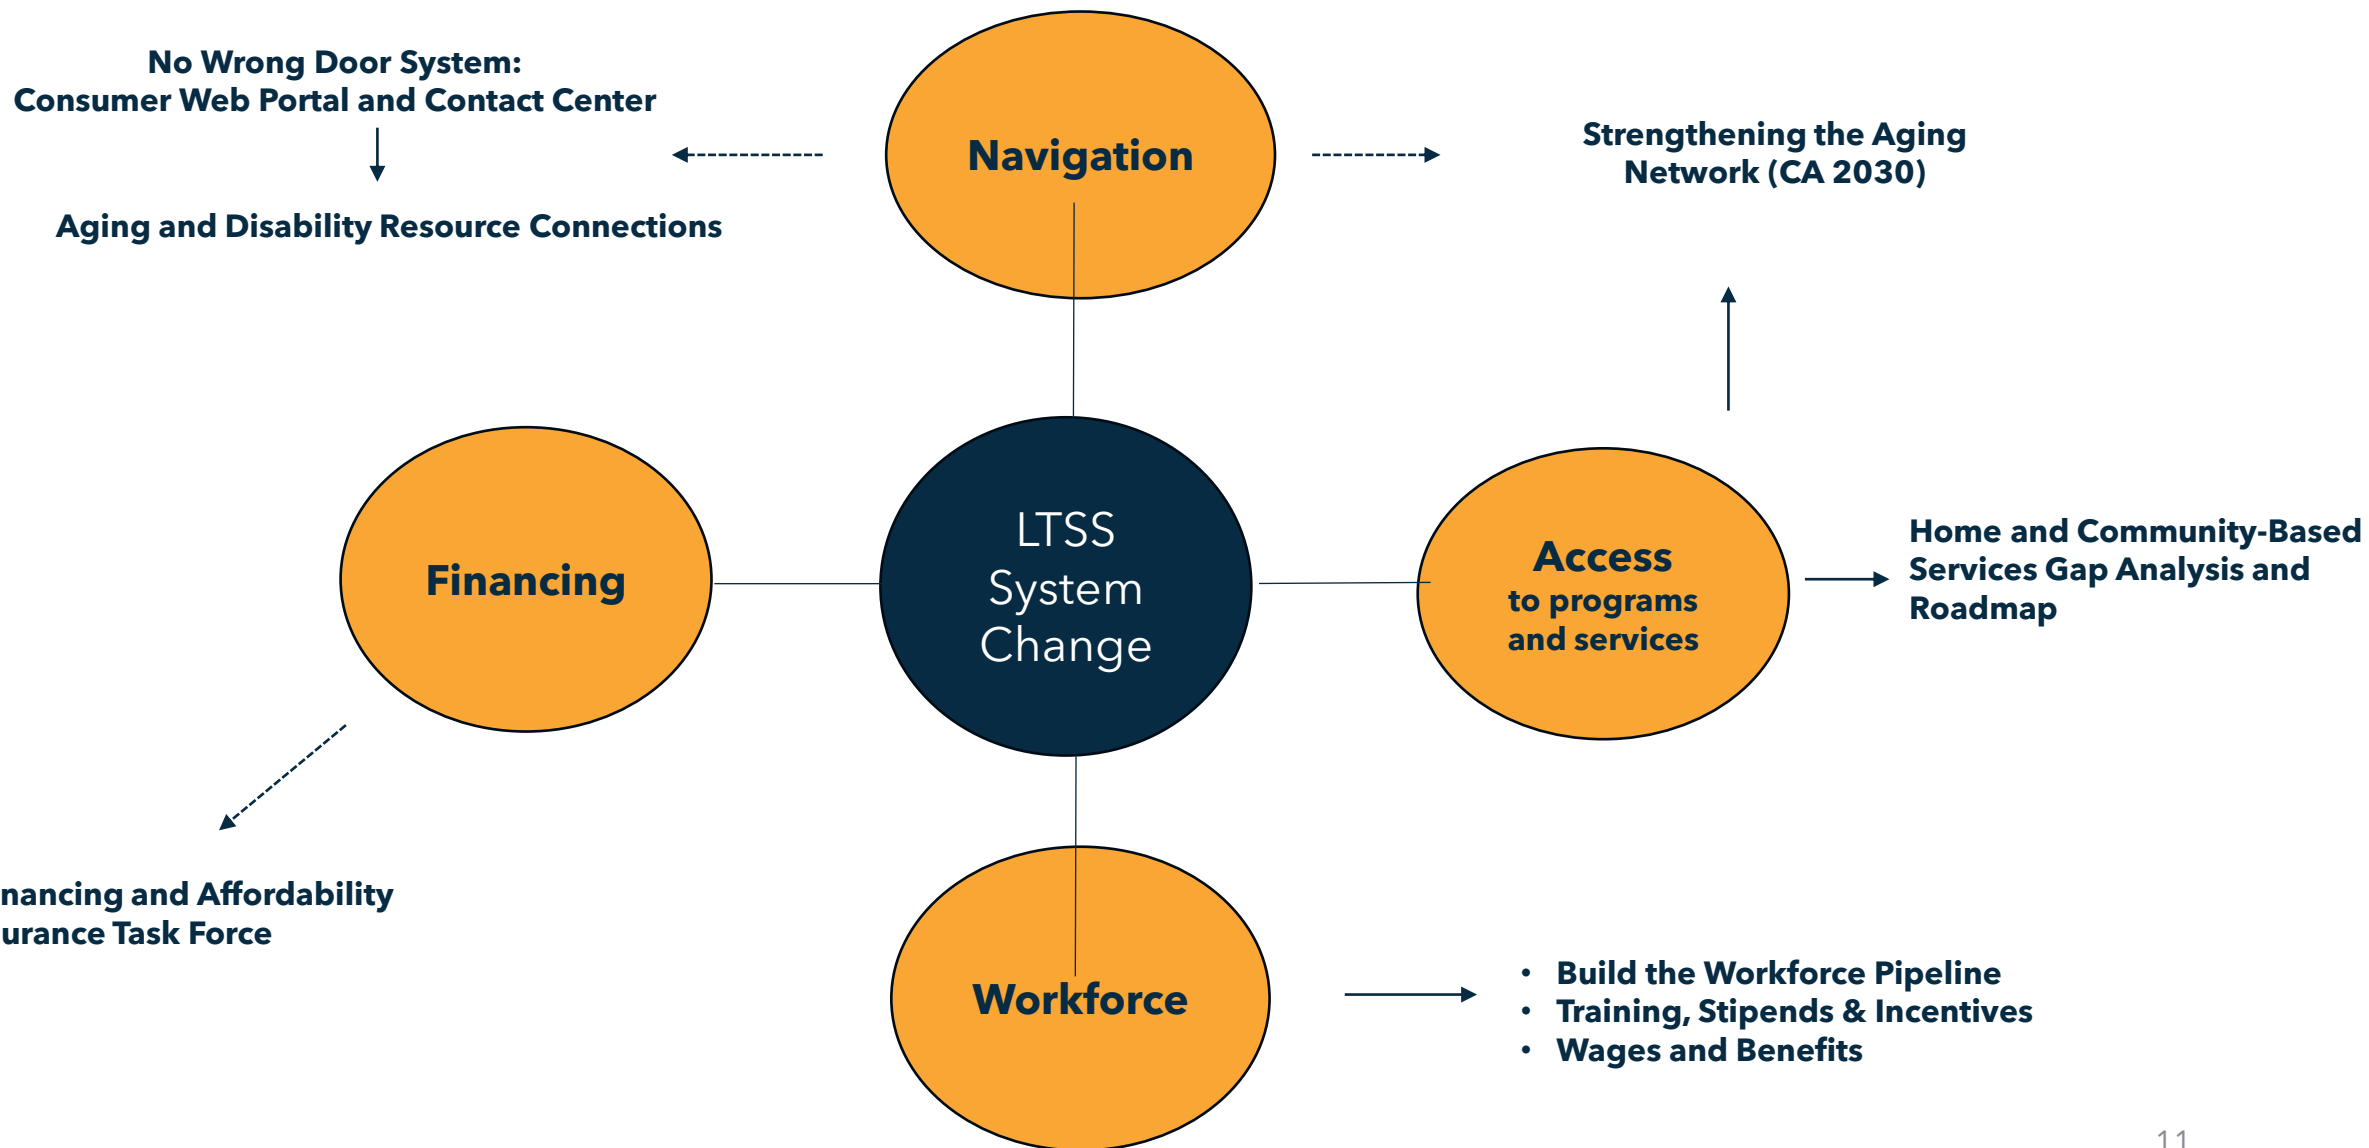 No Wrong Door System:
Consumer Web Portal and Contact Center
Aging and Disability Resource Connections
Navigation
Strengthening the Aging
Network (CA 2030)
Financing
LTSS
System
Change
Access
to programs
and services
Home and Community-Based
Services Gap Analysis and
Roadmap
nancing and Affordability
urance Task Force
Workforce
• Build the Workforce Pipeline
• Training, Stipends & Incentives
• Wages and Benefits
11